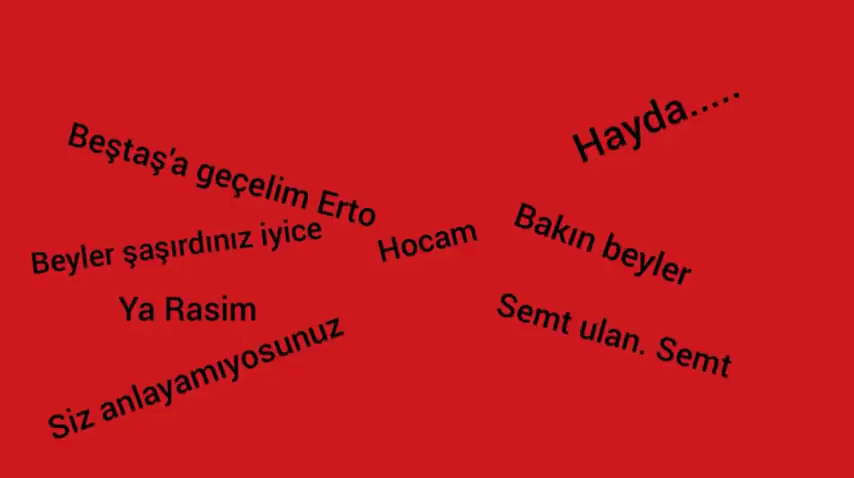 Hayda.....
Beştaş'a geçelim Erto
Beyler şaşırdınız iyice
Hocam
Bakın beyler
Ya Rasim
Semt ulan. Semt
Siz anlayamıyosunuz